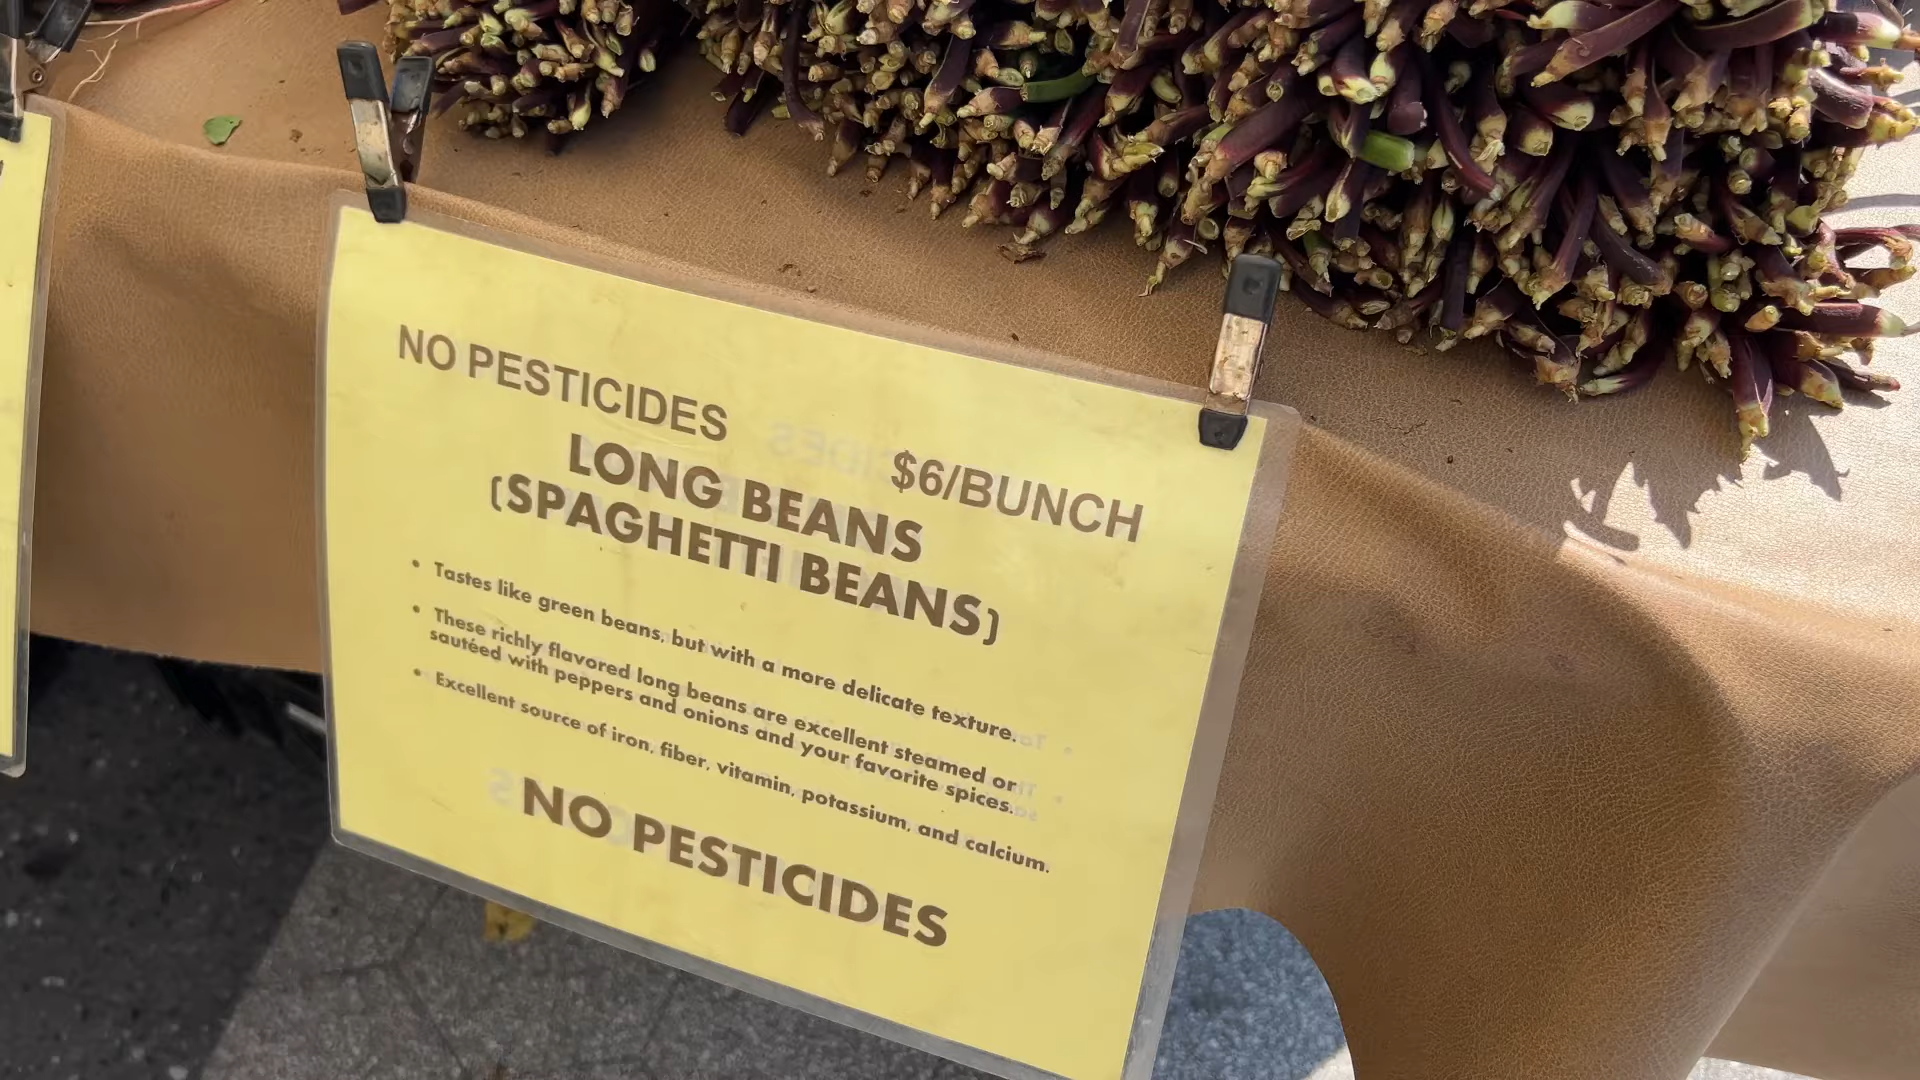 NO PESTICIDES
$6/BUNCH
LONG BEANS
(SPAGHETTI BEANS)
• Tastes like green beans, but with a more delicate texture.
• These richly flavored long beans are excellent steamed or
sautéed with peppers and onions and your favorite spices.
• Excellent source of iron, fiber, vitamin, potassium, and calcium.
NO PESTICIDES